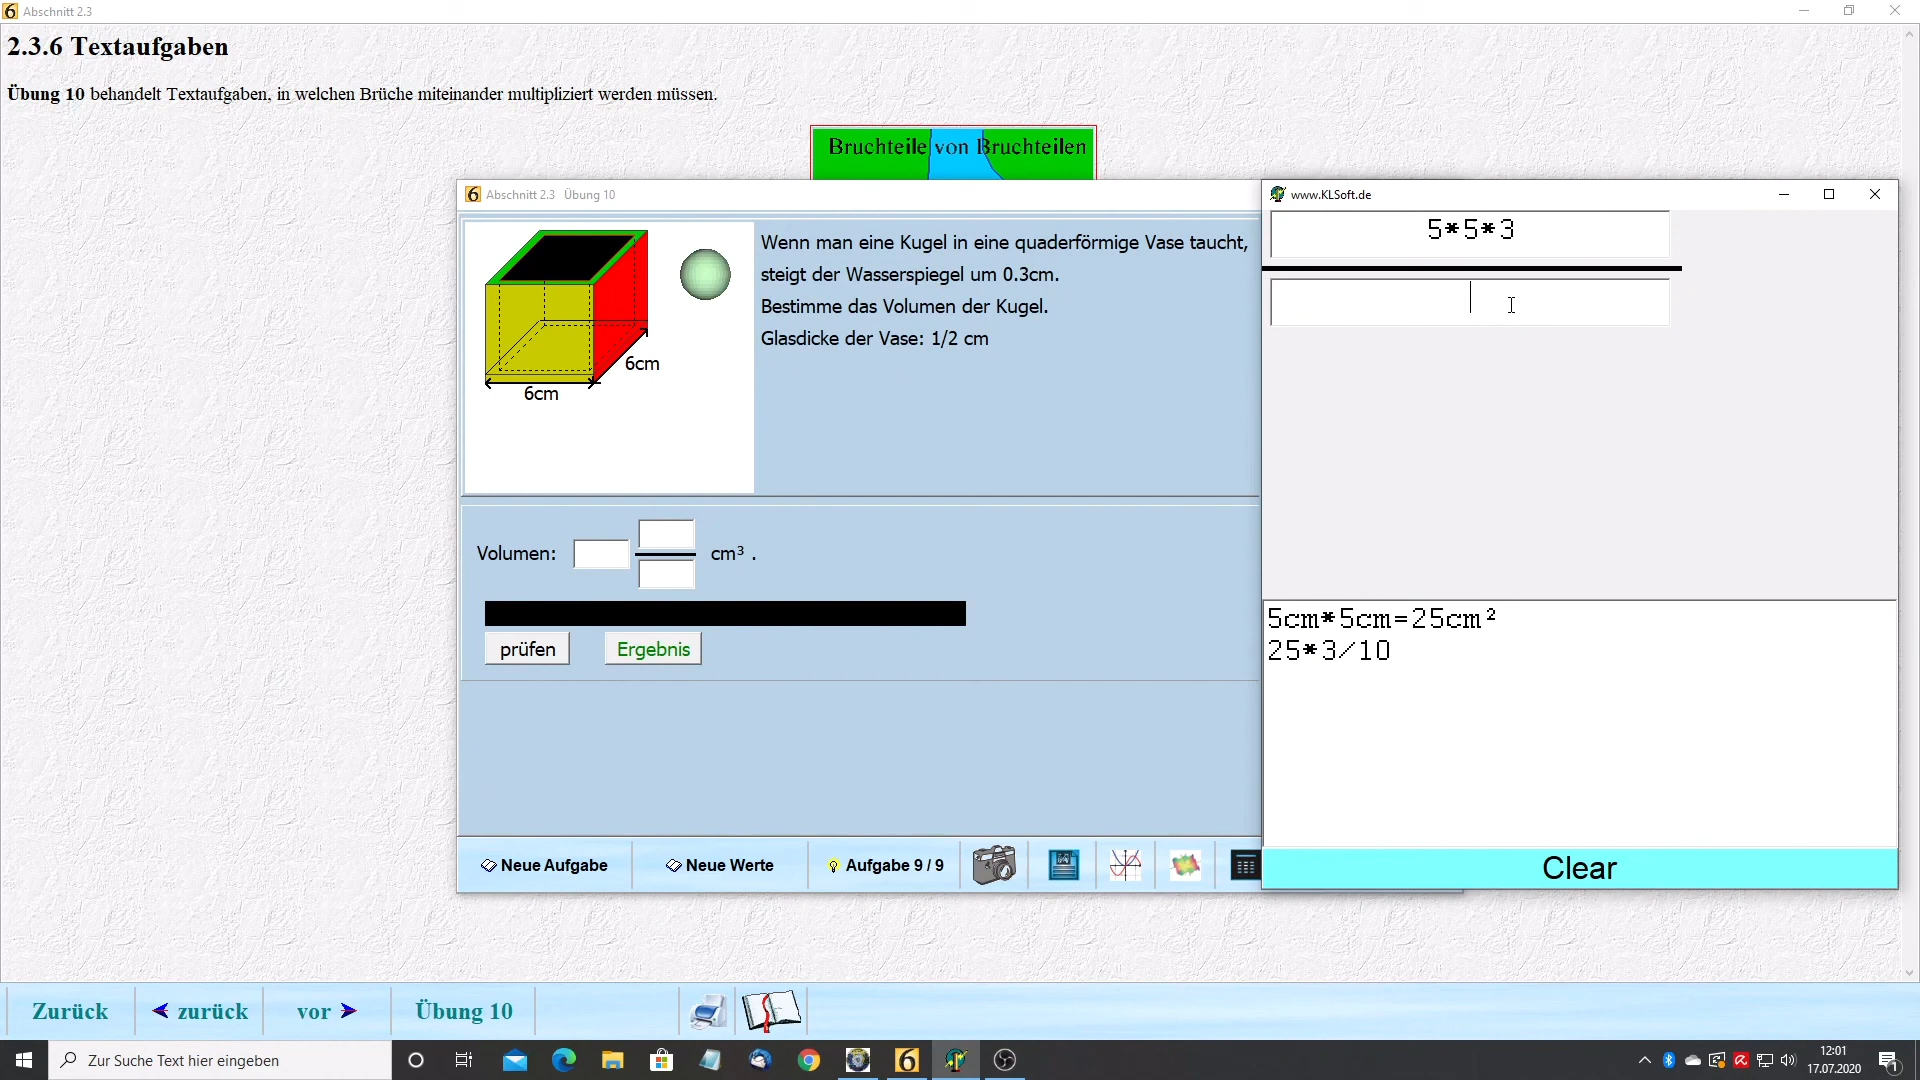 Abschnitt 2.3
2.3.6 Textaufgaben
Übung 10 behandelt Textaufgaben, in welchen Brüche miteinander multipliziert werden müssen.
Bruchteile von Bruchteilen
Abschnitt 2.3 Übung 10
Wenn man eine Kugel in eine quaderförmige Vase taucht,
steigt der Wasserspiegel um 0.3cm.
Bestimme das Volumen der Kugel.
Glasdicke der Vase: 1/2 cm
6cm
6cm
Volumen: cm³ .
prüfen
Ergebnis
Neue Aufgabe
Neue Werte
Aufgabe 9 / 9
www.KLSoft.de
5*5*3
5cm*5cm=25cm²
25*3/10
Clear
Zurück
zurück
vor
Übung 10
Zur Suche Text hier eingeben
12:01
17.07.2020